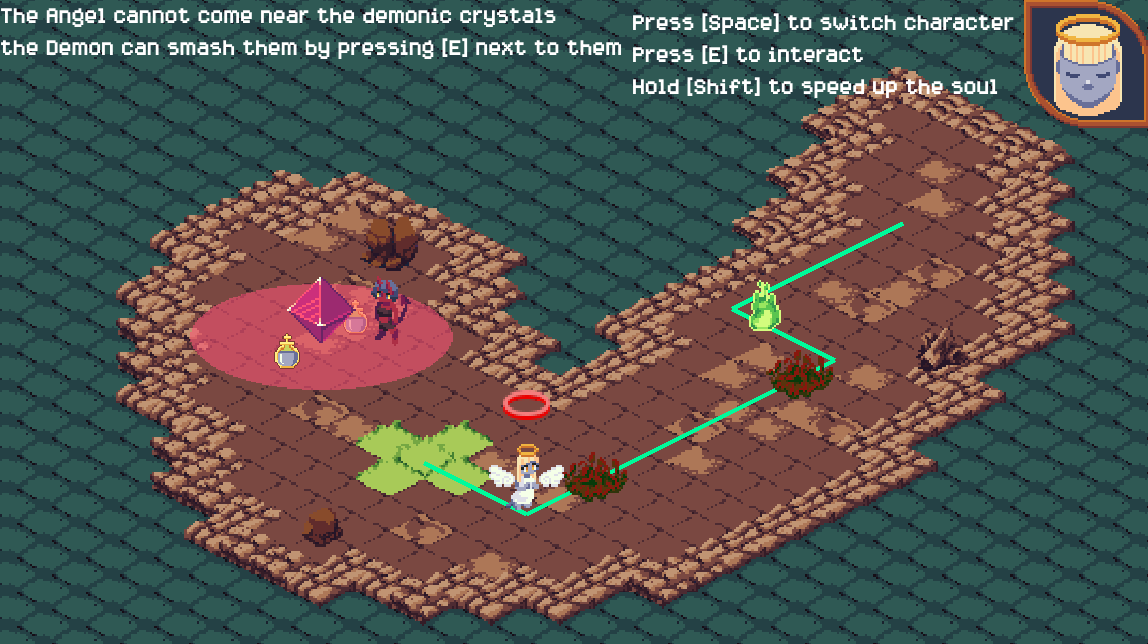 The Angel cannot come near the demonic crystals
the Demon can smash them by pressing [E] next to them
Press [Space] to switch character
Press [E] to interact
Hold [Shift] to speed up the soul